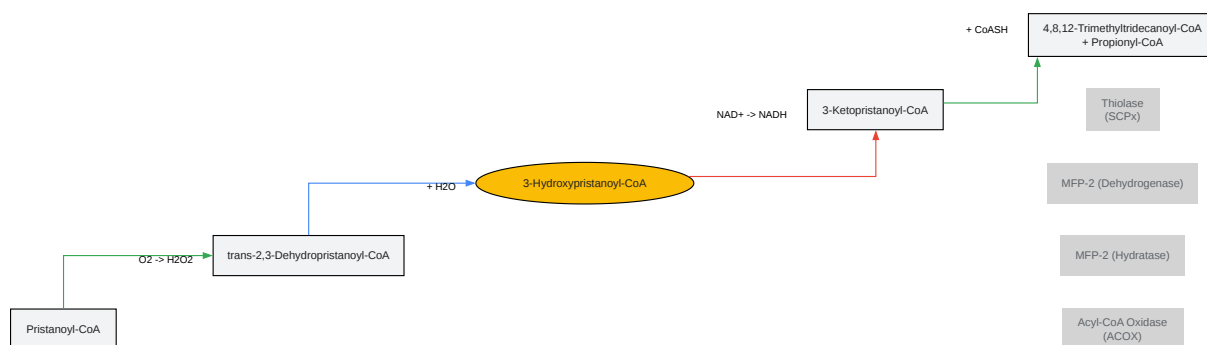 + CoASH
4,8,12-Trimethyltridecanoyl-CoA
+ Propionyl-CoA
NAD+ -> NADH
3-Ketopristanoyl-CoA
Thiolase
(SCPx)
+ H2O
3-Hydroxypristanoyl-CoA
MFP-2 (Dehydrogenase)
O2 -> H2O2
trans-2,3-Dehydropristanoyl-CoA
MFP-2 (Hydratase)
Pristanoyl-CoA
Acyl-CoA Oxidase
(ACOX)